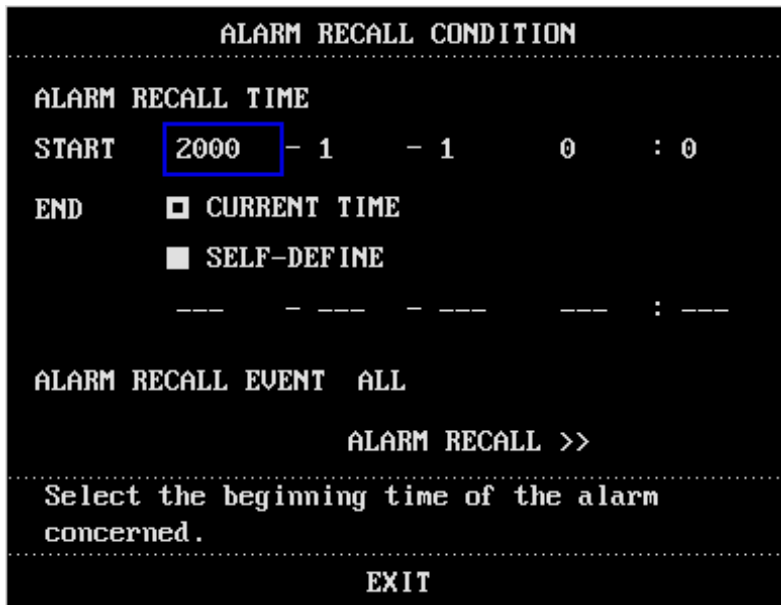 ALARM RECALL CONDITION
ALARM RECALL TIME
START 2000 - 1 - 1 0 : 0
END CURRENT TIME
SELF-DEFINE
--- - --- - --- --- : ---
ALARM RECALL EVENT ALL
ALARM RECALL >>
Select the beginning time of the alarm
concerned.
EXIT